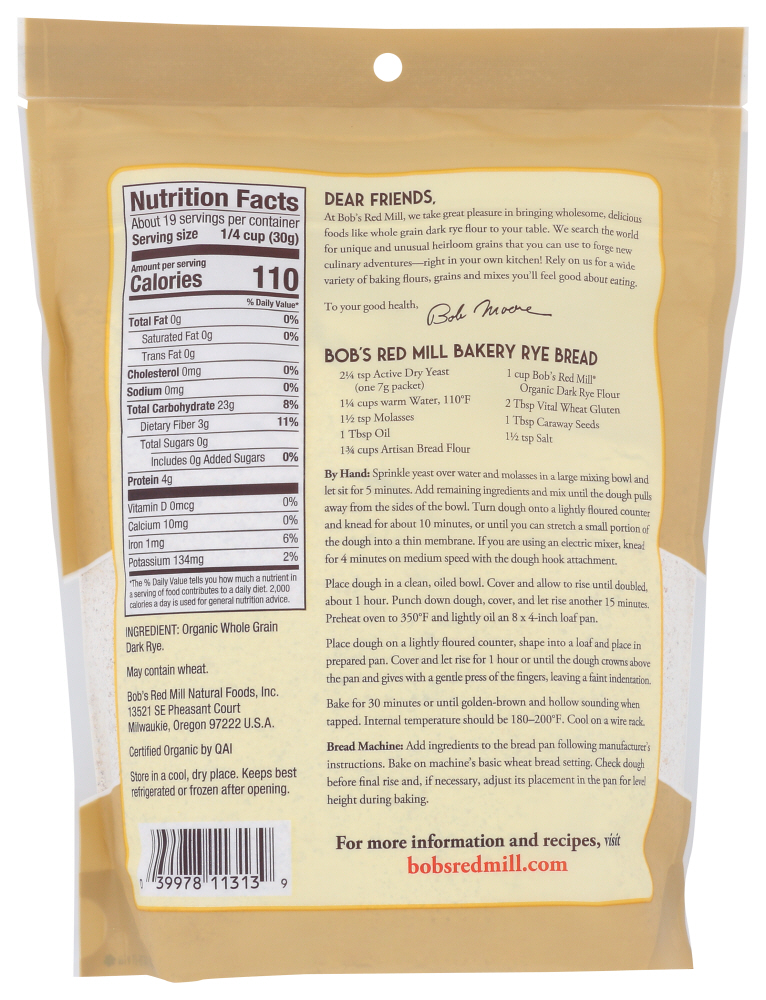 Nutrition Facts
About 19 servings per container
Serving size 1/4 cup (30g)
Amount per serving
Calories 110
% Daily Value*
Total Fat 0g 0%
Saturated Fat 0g 0%
Trans Fat 0g
Cholesterol 0mg 0%
Sodium 0mg 0%
Total Carbohydrate 23g 8%
Dietary Fiber 3g 11%
Total Sugars 0g
Includes 0g Added Sugars 0%
Protein 4g
Vitamin D 0mcg 0%
Calcium 10mg 0%
Iron 1mg 6%
Potassium 134mg 2%
*The % Daily Value tells you how much a nutrient in
a serving of food contributes to a daily diet. 2,000
calories a day is used for general nutrition advice.
INGREDIENT: Organic Whole Grain
Dark Rye.
May contain wheat.
Bob's Red Mill Natural Foods, Inc.
13521 SE Pheasant Court
Milwaukie, Oregon 97222 U.S.A.
Certified Organic by QAI
Store in a cool, dry place. Keeps best
refrigerated or frozen after opening.
0 39978 11313 9
DEAR FRIENDS,
At Bob's Red Mill, we take great pleasure in bringing wholesome, delicious
foods like whole grain dark rye flour to your table. We search the world
for unique and unusual heirloom grains that you can use to forge new
culinary adventures—right in your own kitchen! Rely on us for a wide
variety of baking flours, grains and mixes you'll feel good about eating.
To your good health,
Bob Moore
BOB'S RED MILL BAKERY RYE BREAD
2¼ tsp Active Dry Yeast
(one 7g packet)
1¼ cups warm Water, 110°F
1½ tsp Molasses
1 Tbsp Oil
1¾ cups Artisan Bread Flour
1 cup Bob's Red Mill®
Organic Dark Rye Flour
2 Tbsp Vital Wheat Gluten
1 Tbsp Caraway Seeds
1½ tsp Salt
By Hand: Sprinkle yeast over water and molasses in a large mixing bowl and
let sit for 5 minutes. Add remaining ingredients and mix until the dough pulls
away from the sides of the bowl. Turn dough onto a lightly floured counter
and knead for about 10 minutes, or until you can stretch a small portion of
the dough into a thin membrane. If you are using an electric mixer, knead
for 4 minutes on medium speed with the dough hook attachment.
Place dough in a clean, oiled bowl. Cover and allow to rise until doubled,
about 1 hour. Punch down dough, cover, and let rise another 15 minutes.
Preheat oven to 350°F and lightly oil an 8 x 4-inch loaf pan.
Place dough on a lightly floured counter, shape into a loaf and place in
prepared pan. Cover and let rise for 1 hour or until the dough crowns above
the pan and gives with a gentle press of the fingers, leaving a faint indentation.
Bake for 30 minutes or until golden-brown and hollow sounding when
tapped. Internal temperature should be 180–200°F. Cool on a wire rack.
Bread Machine: Add ingredients to the bread pan following manufacturer's
instructions. Bake on machine's basic wheat bread setting. Check dough
before final rise and, if necessary, adjust its placement in the pan for level
height during baking.
For more information and recipes, visit
bobsredmill.com